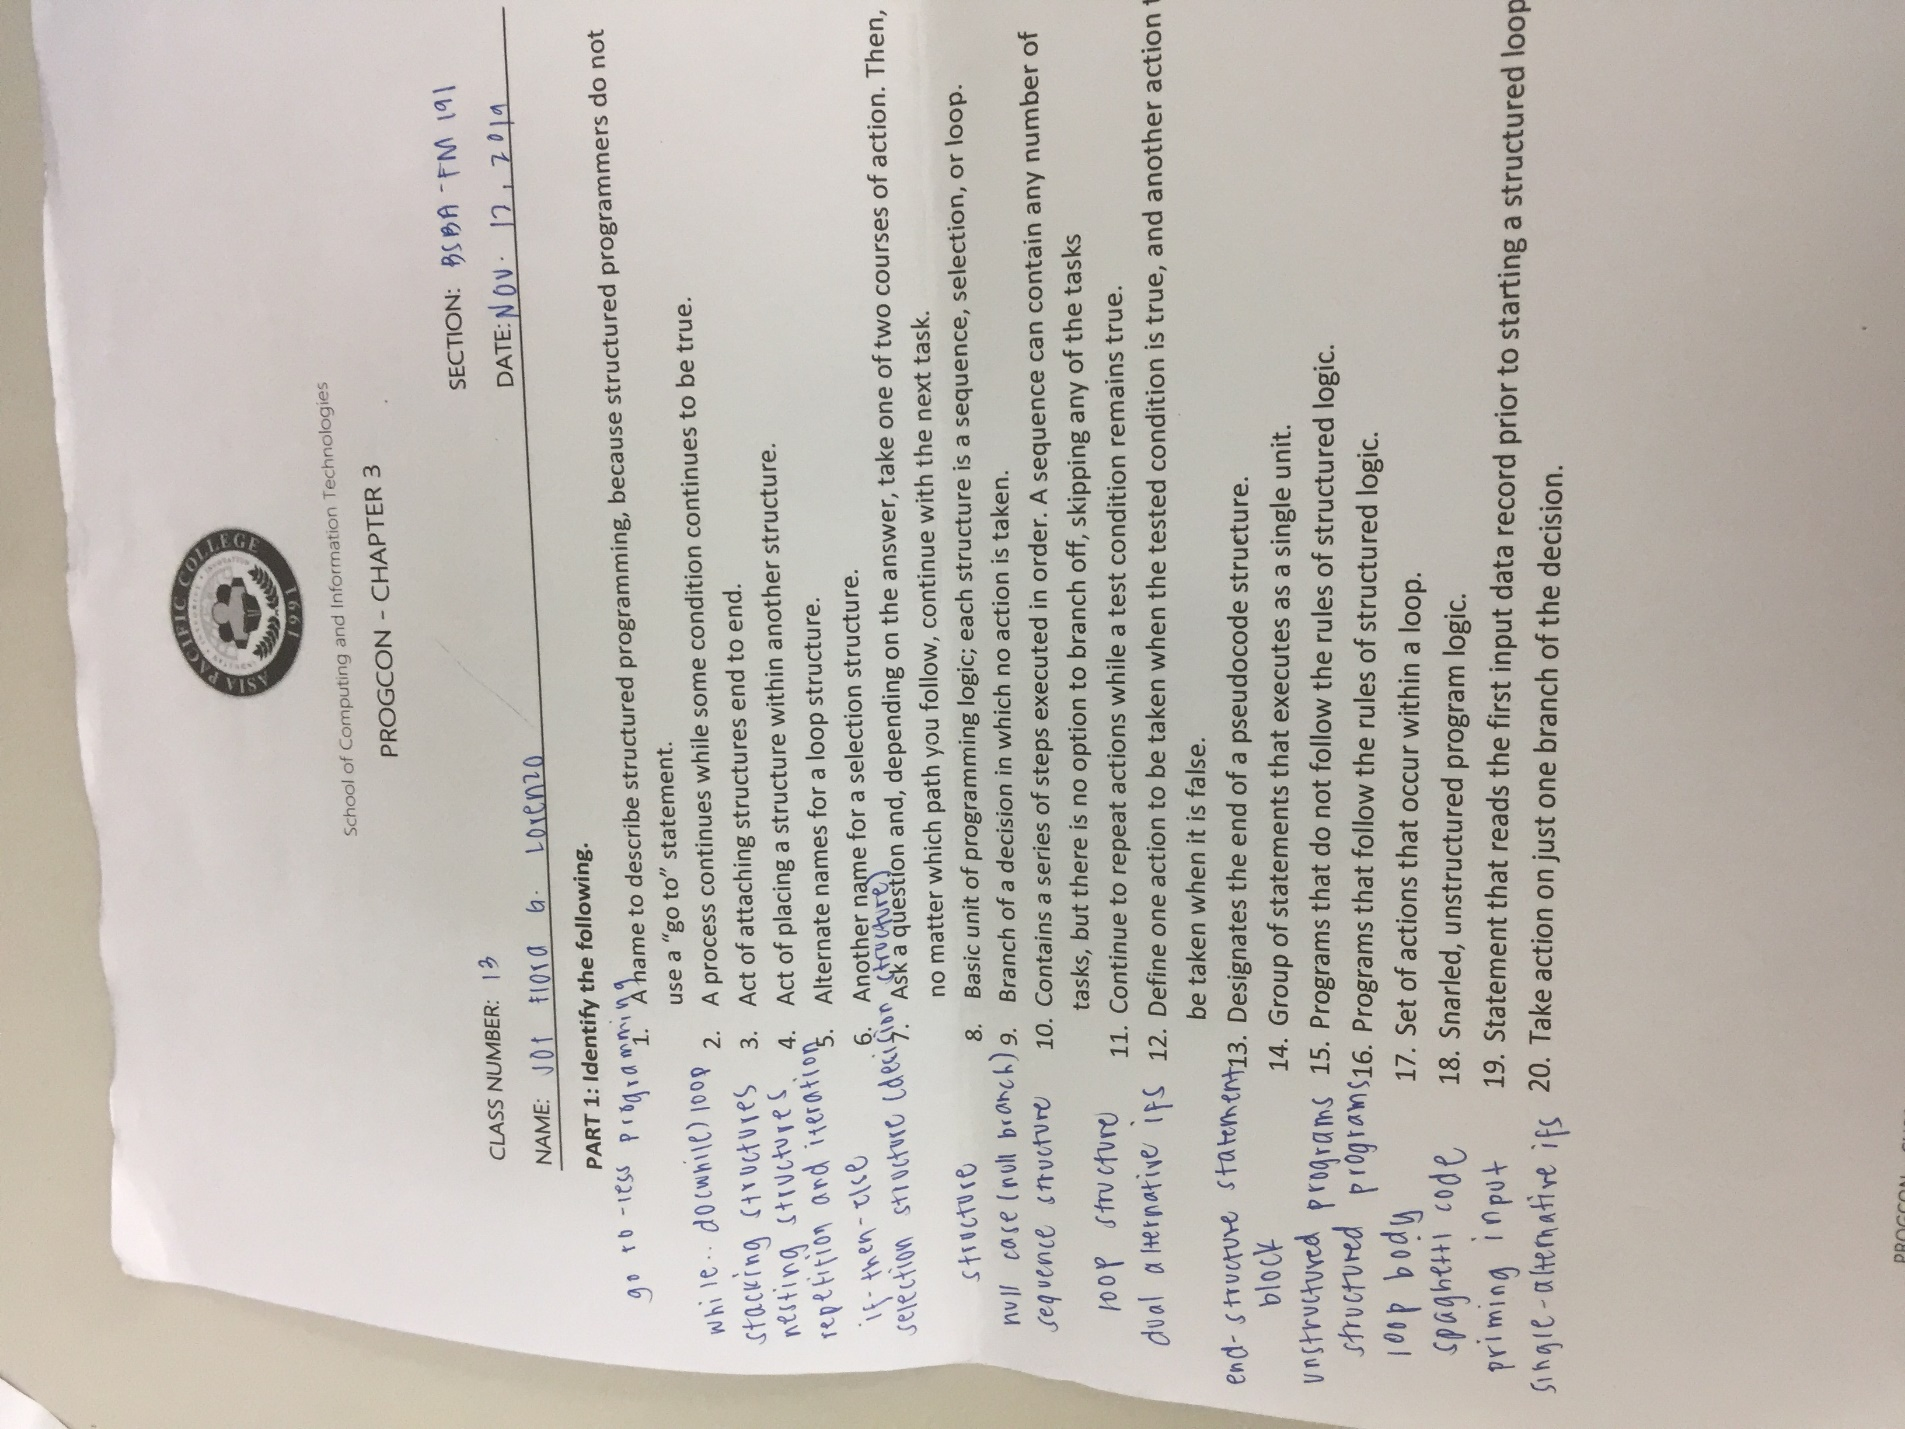 ASIA PACIFIC COLLEGE
1991
School of Computing and Information Technologies
PROGCON - CHAPTER 3
CLASS NUMBER: 13 SECTION: BSBA-FM 191
NAME: G. Lorenzo DATE: NOV. 12, 2019
PART 1: Identify the following.
go to-less programming 1. A name to describe structured programming, because structured programmers do not
use a “go to” statement.
while..do(while) loop 2. A process continues while some condition continues to be true.
stacking structures 3. Act of attaching structures end to end.
nesting structures 4. Act of placing a structure within another structure.
repetition and iteration 5. Alternate names for a loop structure.
if-then-else 6. Another name for a selection structure.
selection structure (decision structure) 7. Ask a question and, depending on the answer, take one of two courses of action. Then,
no matter which path you follow, continue with the next task.
structure 8. Basic unit of programming logic; each structure is a sequence, selection, or loop.
null case (null branch) 9. Branch of a decision in which no action is taken.
sequence structure 10. Contains a series of steps executed in order. A sequence can contain any number of
tasks, but there is no option to branch off, skipping any of the tasks
loop structure 11. Continue to repeat actions while a test condition remains true.
dual alternative ifs 12. Define one action to be taken when the tested condition is true, and another action
be taken when it is false.
end-structure statement 13. Designates the end of a pseudocode structure.
block 14. Group of statements that executes as a single unit.
unstructured programs 15. Programs that do not follow the rules of structured logic.
structured programs 16. Programs that follow the rules of structured logic.
loop body 17. Set of actions that occur within a loop.
spaghetti code 18. Snarled, unstructured program logic.
priming input 19. Statement that reads the first input data record prior to starting a structured loop
single-alternative ifs 20. Take action on just one branch of the decision.
PROGCON